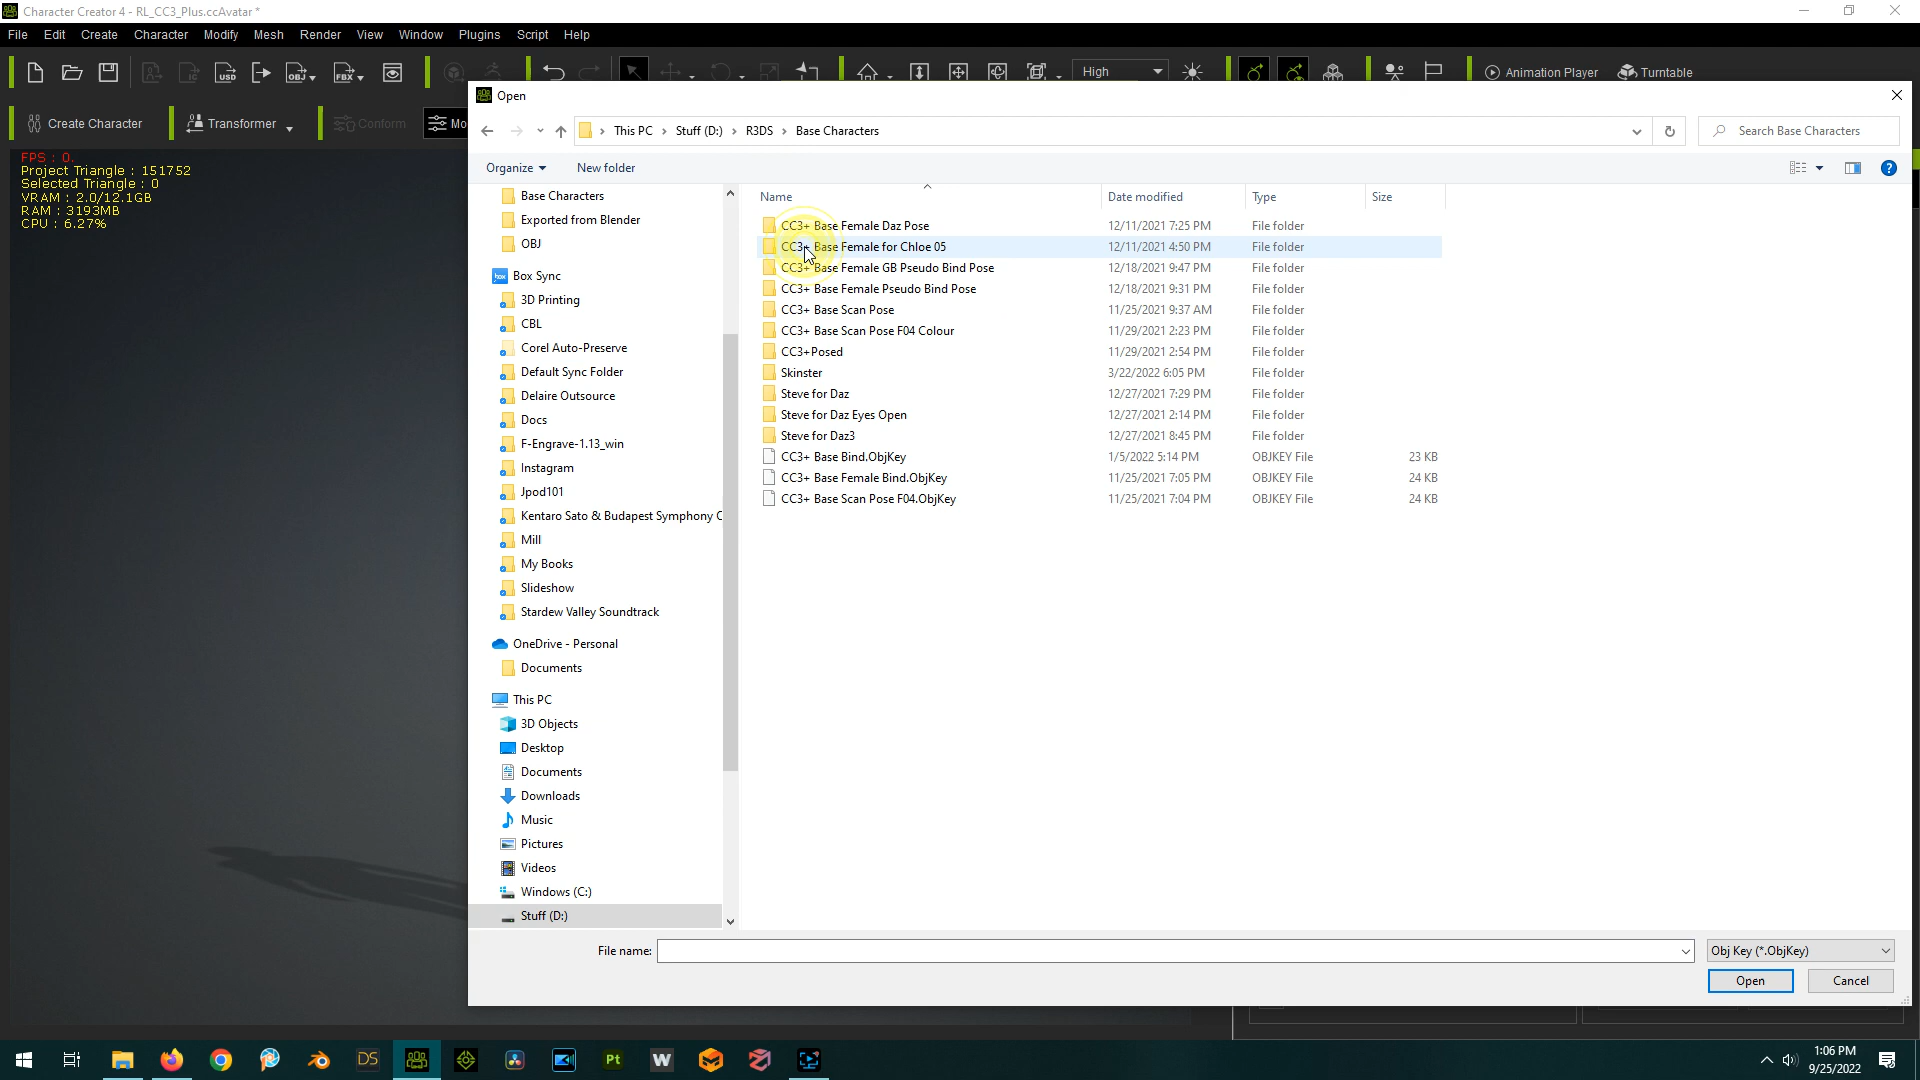 Character Creator 4 - RL_CC3_Plus.ccAvatar *
File Edit Create Character Modify Mesh Render View Window Plugins Script Help
USD OBJ FBX High Animation Player Turntable
Create Character Transformer Conform Mo
FPS : 0.
Project Triangle : 151752
Selected Triangle : 0
VRAM : 2.0/12.1GB
RAM : 3193MB
CPU : 6.27%
Open
This PC › Stuff (D:) › R3DS › Base Characters
Search Base Characters
Organize New folder
Name Date modified Type Size
Base Characters
Exported from Blender
OBJ
Box Sync
3D Printing
CBL
Corel Auto-Preserve
Default Sync Folder
Delaire Outsource
Docs
F-Engrave-1.13_win
Instagram
Jpod101
Kentaro Sato & Budapest Symphony C
Mill
My Books
Slideshow
Stardew Valley Soundtrack
OneDrive - Personal
Documents
This PC
3D Objects
Desktop
Documents
Downloads
Music
Pictures
Videos
Windows (C:)
Stuff (D:)
CC3+ Base Female Daz Pose 12/11/2021 7:25 PM File folder
CC3+ Base Female for Chloe 05 12/11/2021 4:50 PM File folder
CC3+ Base Female GB Pseudo Bind Pose 12/18/2021 9:47 PM File folder
CC3+ Base Female Pseudo Bind Pose 12/18/2021 9:31 PM File folder
CC3+ Base Scan Pose 11/25/2021 9:37 AM File folder
CC3+ Base Scan Pose F04 Colour 11/29/2021 2:23 PM File folder
CC3+Posed 11/29/2021 2:54 PM File folder
Skinster 3/22/2022 6:05 PM File folder
Steve for Daz 12/27/2021 7:29 PM File folder
Steve for Daz Eyes Open 12/27/2021 2:14 PM File folder
Steve for Daz3 12/27/2021 8:45 PM File folder
CC3+ Base Bind.ObjKey 1/5/2022 5:14 PM OBJKEY File 23 KB
CC3+ Base Female Bind.ObjKey 11/25/2021 7:05 PM OBJKEY File 24 KB
CC3+ Base Scan Pose F04.ObjKey 11/25/2021 7:04 PM OBJKEY File 24 KB
File name: Obj Key (*.ObjKey)
Open Cancel
DS Pt W
1:06 PM
9/25/2022